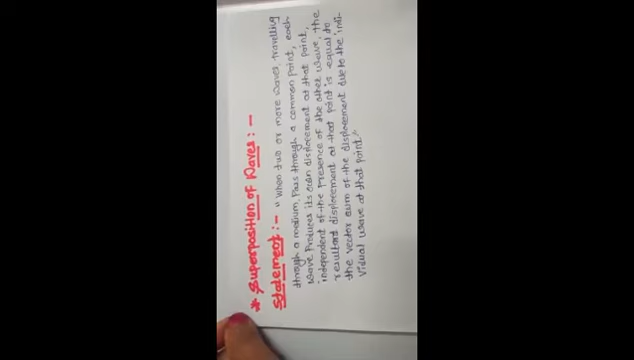 * Superposition of Waves :-
Statement :- "When two or more waves, travelling
through a medium, Pass through a common point, each
wave Produces its own displacement at that point,
independent of the presence of the other wave, the
resultant displacement at that point is equal to
the vector sum of the displacement due to the indi-
vidual wave at that point."